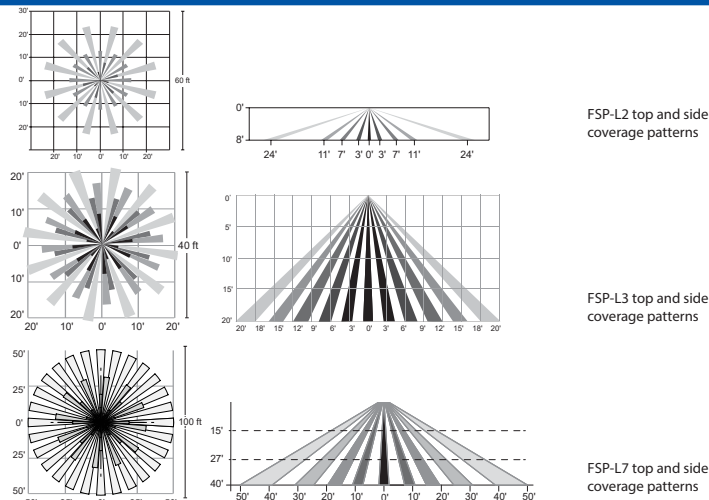 30'
20'
10'
0'
10'
20'
20' 10' 0' 10' 20'
60 ft
0'
8'
24' 11' 7' 3' 0' 3' 7' 11' 24'
FSP-L2 top and side
coverage patterns
20'
10'
0'
10'
20'
20' 10' 0' 10' 20'
40 ft
0'
5'
10'
15'
20'
20' 18' 15' 12' 9' 6' 3' 0' 3' 6' 9' 12' 15' 18' 20'
FSP-L3 top and side
coverage patterns
50'
25'
0'
25'
50'
100 ft
15'
27'
40'
50' 40' 30' 20' 10' 0' 10' 20' 30' 40' 50'
FSP-L7 top and side
coverage patterns